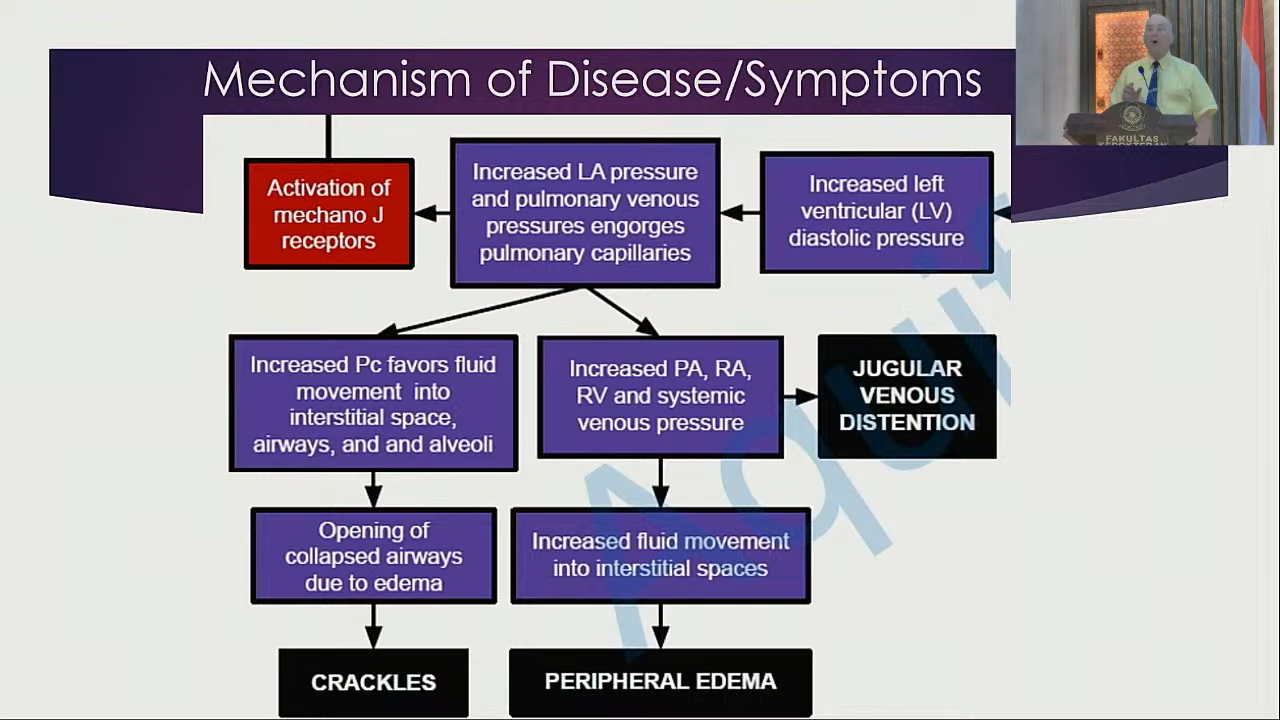 Mechanism of Disease/Symptoms
FAKULTAS
KEDOKTERAN
Activation of
mechano J
receptors
Increased LA pressure
and pulmonary venous
pressures engorges
pulmonary capillaries
Increased left
ventricular (LV)
diastolic pressure
Increased Pc favors fluid
movement into
interstitial space,
airways, and and alveoli
Increased PA, RA,
RV and systemic
venous pressure
JUGULAR
VENOUS
DISTENTION
Opening of
collapsed airways
due to edema
Increased fluid movement
into interstitial spaces
CRACKLES
PERIPHERAL EDEMA